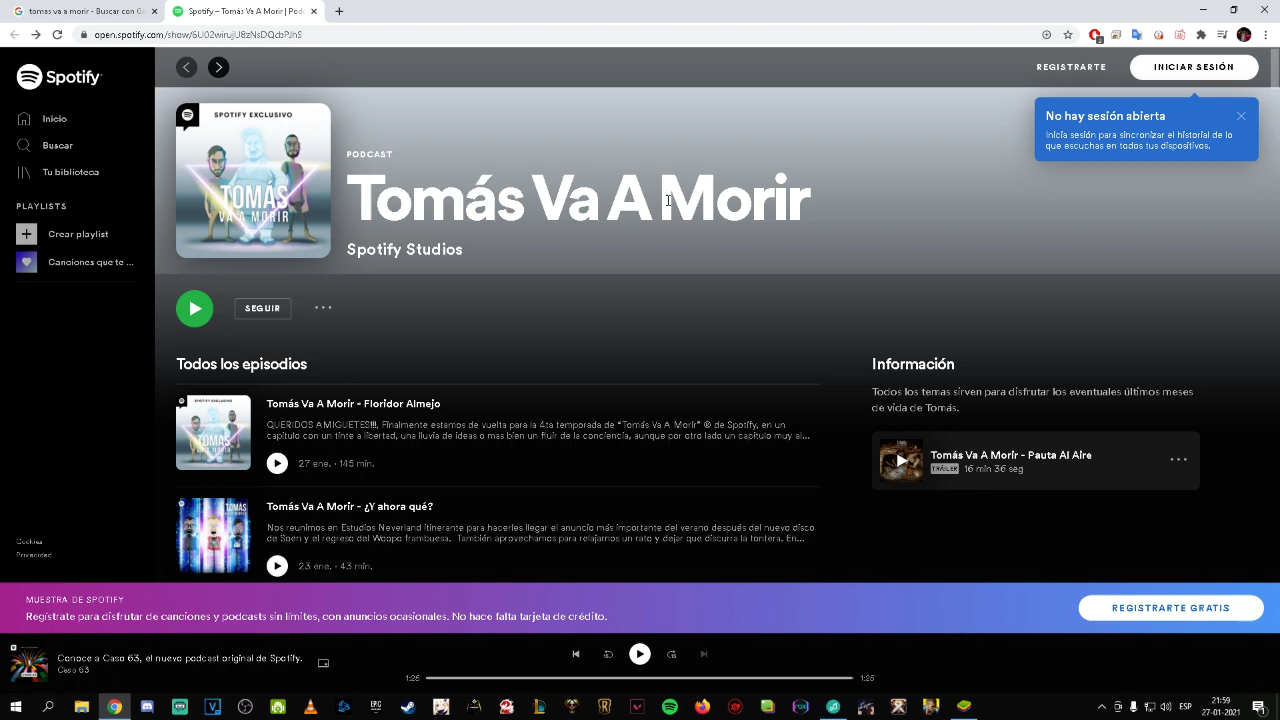 tomas va a morir - Buscar con Go
Spotify – Tomás Va A Morir | Pod
open.spotify.com/show/6U02wirujU8zNsDQdbPJhS
2
Spotify
Inicio
Buscar
Tu biblioteca
PLAYLISTS
Crear playlist
Canciones que te ...
Cookies
Privacidad
REGISTRARTE
INICIAR SESIÓN
No hay sesión abierta
Inicia sesión para sincronizar el historial de lo
que escuchas en todos tus dispositivos.
SPOTIFY EXCLUSIVO
TOMÁS
VA A MORIR
PODCAST
Tomás Va A Morir
Spotify Studios
SEGUIR
Todos los episodios
Tomás Va A Morir - Floridor Almejo
QUERIDOS AMIGUETES!!!, Finalmente estamos de vuelta para la 4ta temporada de “Tomás Va A Morir” ® de Spotify, en un
capítulo con un tinte a libertad, una lluvia de ideas o mas bien un fluir de la conciencia, aunque por otro lado un capítulo muy al...
27 ene. · 145 min.
Tomás Va A Morir - ¿Y ahora qué?
Nos reunimos en Estudios Neverland itinerante para hacerles llegar el anuncio más importante del verano después del nuevo disco
de Soen y el regreso del Woopa frambuesa. También aprovechamos para relajarnos un rato y dejar que discurra la tontera. En...
23 ene. · 43 min.
Información
Todos los temas sirven para disfrutar los eventuales últimos meses
de vida de Tomás.
Tomás Va A Morir - Pauta Al Aire
TRÁILER 16 min 36 seg
MUESTRA DE SPOTIFY
Regístrate para disfrutar de canciones y podcasts sin límites, con anuncios ocasionales. No hace falta tarjeta de crédito.
REGISTRARTE GRATIS
Conoce a Caso 63, el nuevo podcast original de Spotify.
Caso 63
1:25
1:25
ESP
21:59
27-01-2021